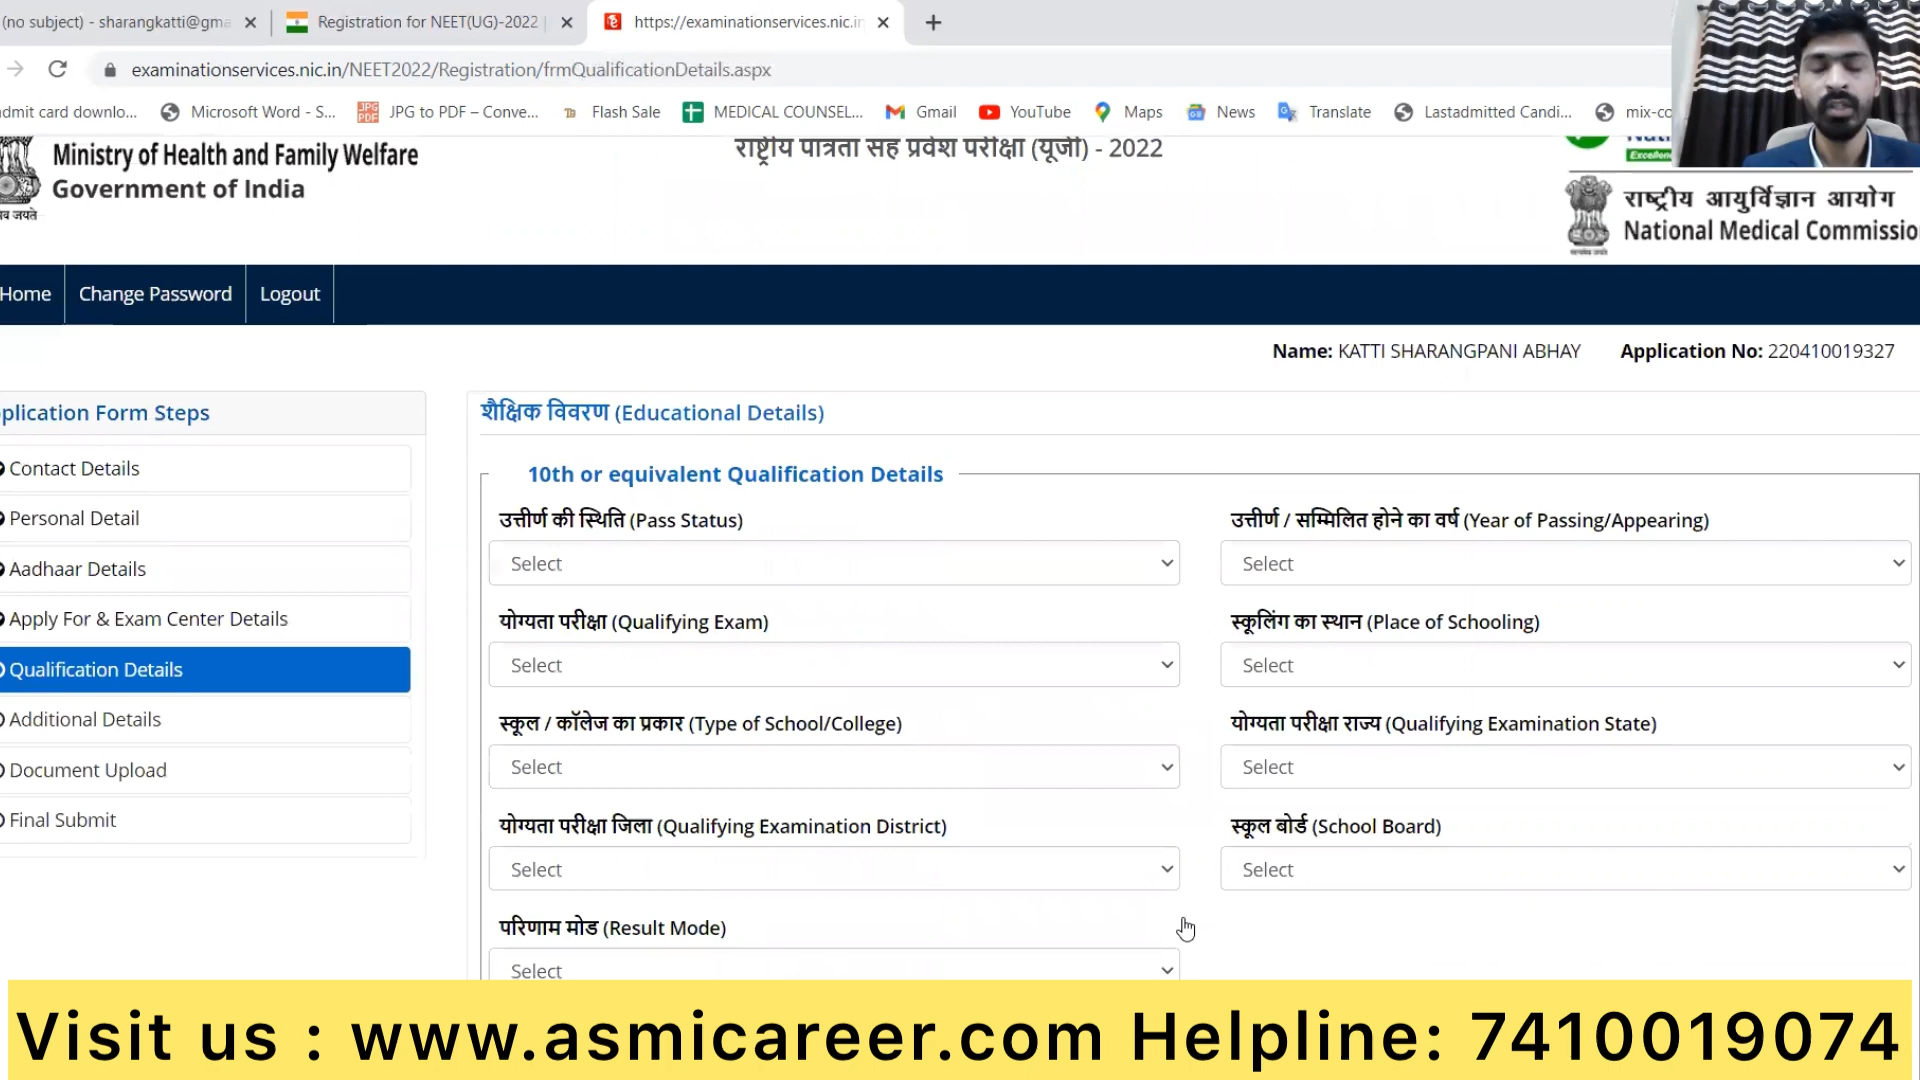 (no subject) - sharangkatti@gma
Registration for NEET(UG)-2022
https://examinationservices.nic.in
examinationservices.nic.in/NEET2022/Registration/frmQualificationDetails.aspx
admit card downlo...
Microsoft Word - S...
JPG to PDF – Conve...
Flash Sale
MEDICAL COUNSEL...
Gmail
YouTube
Maps
News
Translate
Lastadmitted Candi...
mix-co
Ministry of Health and Family Welfare
Government of India
राष्ट्रीय पात्रता सह प्रवेश परीक्षा (यूजी) - 2022
राष्ट्रीय आयुर्विज्ञान आयोग
National Medical Commissio
Home
Change Password
Logout
Name: KATTI SHARANGPANI ABHAY
Application No: 220410019327
plication Form Steps
Contact Details
Personal Detail
Aadhaar Details
Apply For & Exam Center Details
Qualification Details
Additional Details
Document Upload
Final Submit
शैक्षिक विवरण (Educational Details)
10th or equivalent Qualification Details
उत्तीर्ण की स्थिति (Pass Status)
Select
उत्तीर्ण / सम्मिलित होने का वर्ष (Year of Passing/Appearing)
Select
योग्यता परीक्षा (Qualifying Exam)
Select
स्कूलिंग का स्थान (Place of Schooling)
Select
स्कूल / कॉलेज का प्रकार (Type of School/College)
Select
योग्यता परीक्षा राज्य (Qualifying Examination State)
Select
योग्यता परीक्षा जिला (Qualifying Examination District)
Select
स्कूल बोर्ड (School Board)
Select
परिणाम मोड (Result Mode)
Select
Visit us : www.asmicareer.com Helpline: 7410019074